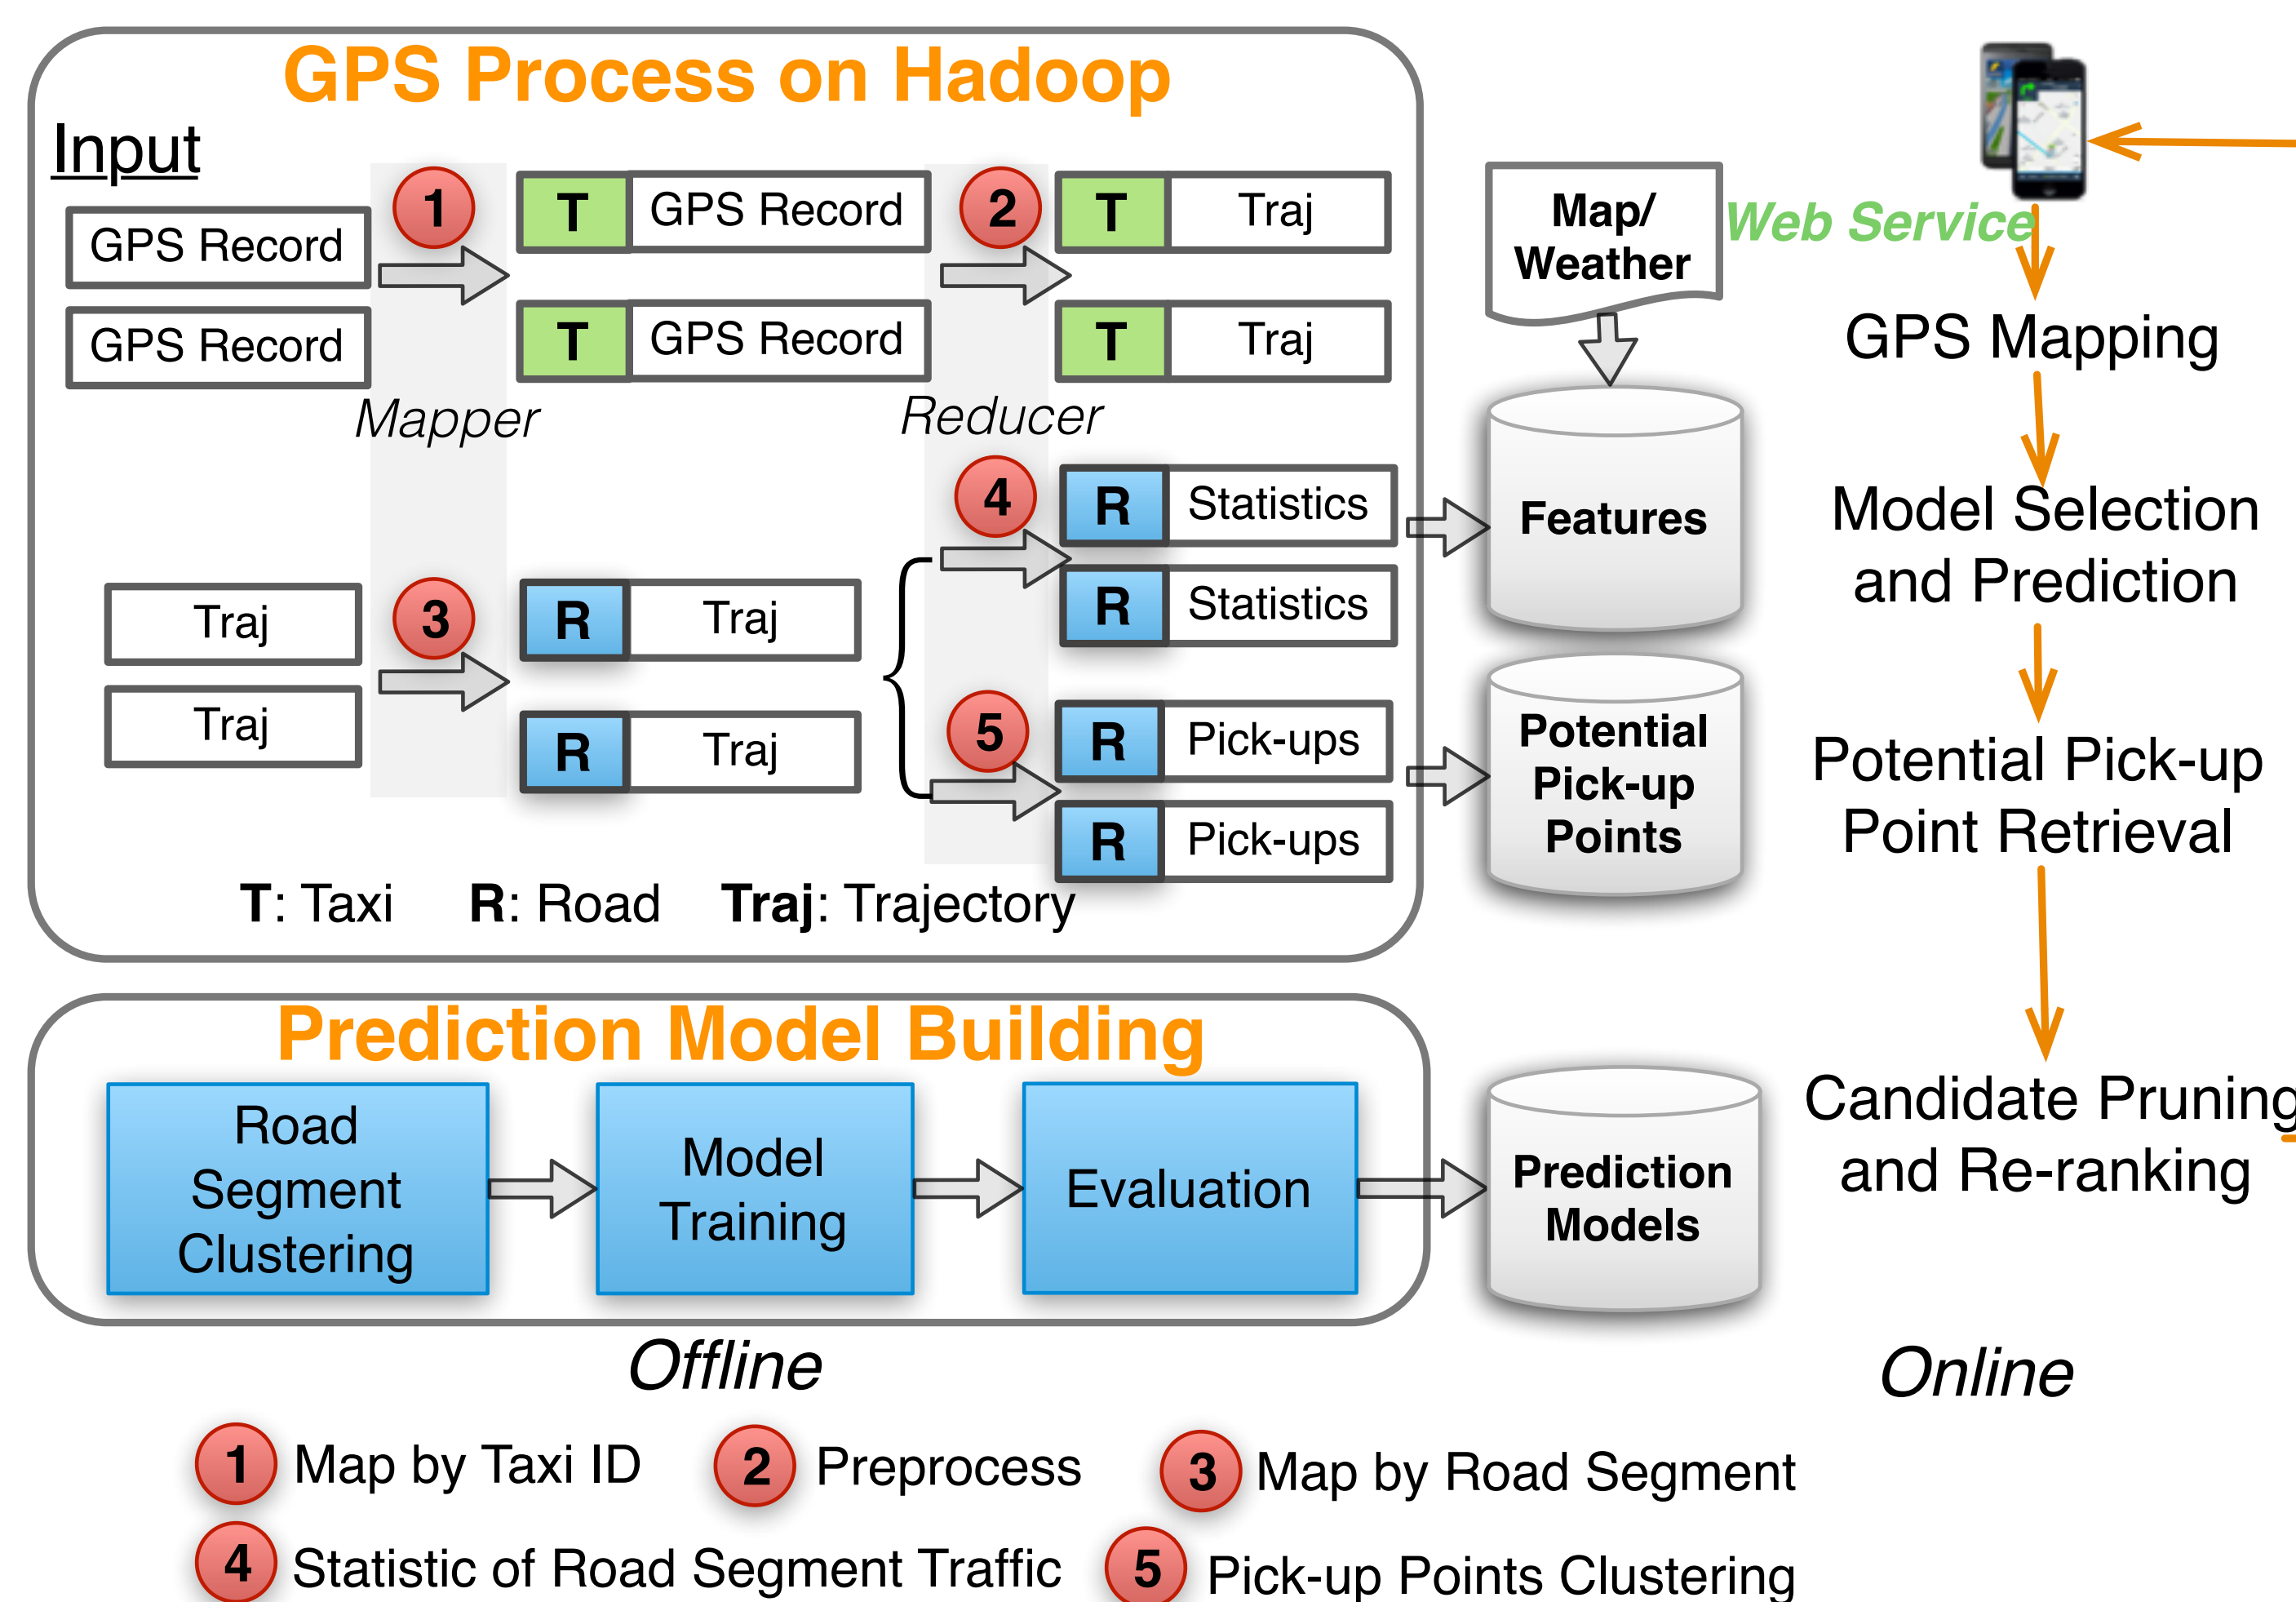 GPS Process on Hadoop
Input
GPS Record
GPS Record
1
T GPS Record
T GPS Record
2
T Traj
T Traj
Mapper
Reducer
Traj
Traj
3
R Traj
R Traj
4
R Statistics
R Statistics
5
R Pick-ups
R Pick-ups
T: Taxi R: Road Traj: Trajectory
Map/
Weather
Features
Potential
Pick-up
Points
Prediction Model Building
Road
Segment
Clustering
Model
Training
Evaluation
Prediction
Models
Offline
Web Service
GPS Mapping
Model Selection
and Prediction
Potential Pick-up
Point Retrieval
Candidate Pruning
and Re-ranking
Online
1 Map by Taxi ID
2 Preprocess
3 Map by Road Segment
4 Statistic of Road Segment Traffic
5 Pick-up Points Clustering